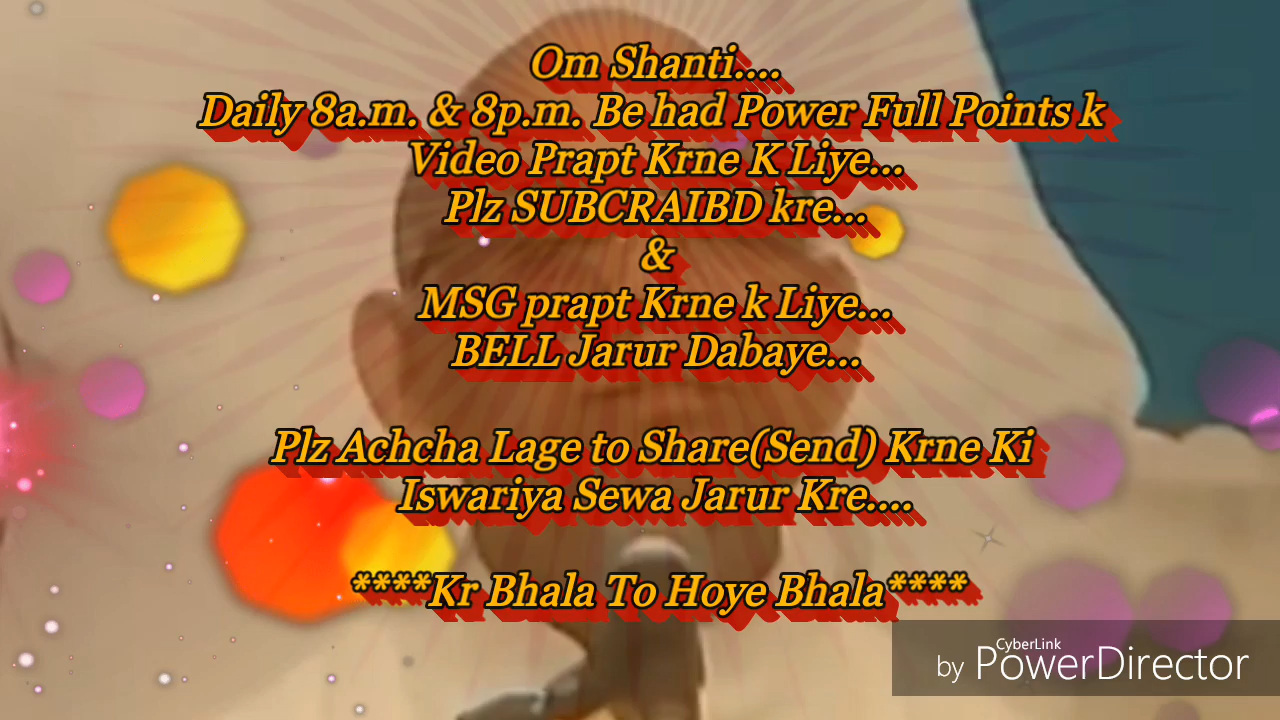 Om Shanti....
Daily 8a.m. & 8p.m. Be had Power Full Points k
Video Prapt Krne K Liye...
Plz SUBCRAIBD kre...
&
MSG prapt Krne k Liye...
BELL Jarur Dabaye...
Plz Achcha Lage to Share(Send) Krne Ki
Iswariya Sewa Jarur Kre....
****Kr Bhala To Hoye Bhala****
CyberLink
by PowerDirector